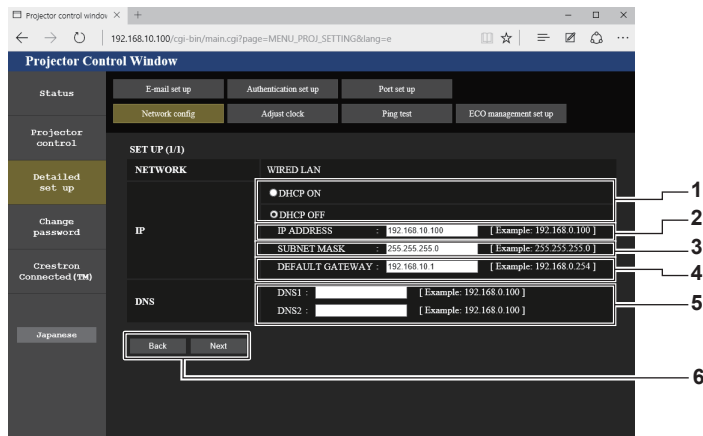 Projector control window
192.168.10.100/cgi-bin/main.cgi?page=MENU_PROJ_SETTING&lang=e
Projector Control Window
Status
Projector
control
Detailed
set up
Change
password
Crestron
Connected(TM)
Japanese
E-mail set up
Authentication set up
Port set up
Network config
Adjust clock
Ping test
ECO management set up
SET UP (1/1)
NETWORK WIRED LAN
DHCP ON
DHCP OFF
IP
IP ADDRESS : 192.168.10.100 [ Example: 192.168.0.100 ]
SUBNET MASK : 255.255.255.0 [ Example: 255.255.255.0 ]
DEFAULT GATEWAY : 192.168.10.1 [ Example: 192.168.0.254 ]
DNS
DNS1 : [ Example: 192.168.0.100 ]
DNS2 : [ Example: 192.168.0.100 ]
Back Next
1
2
3
4
5
6